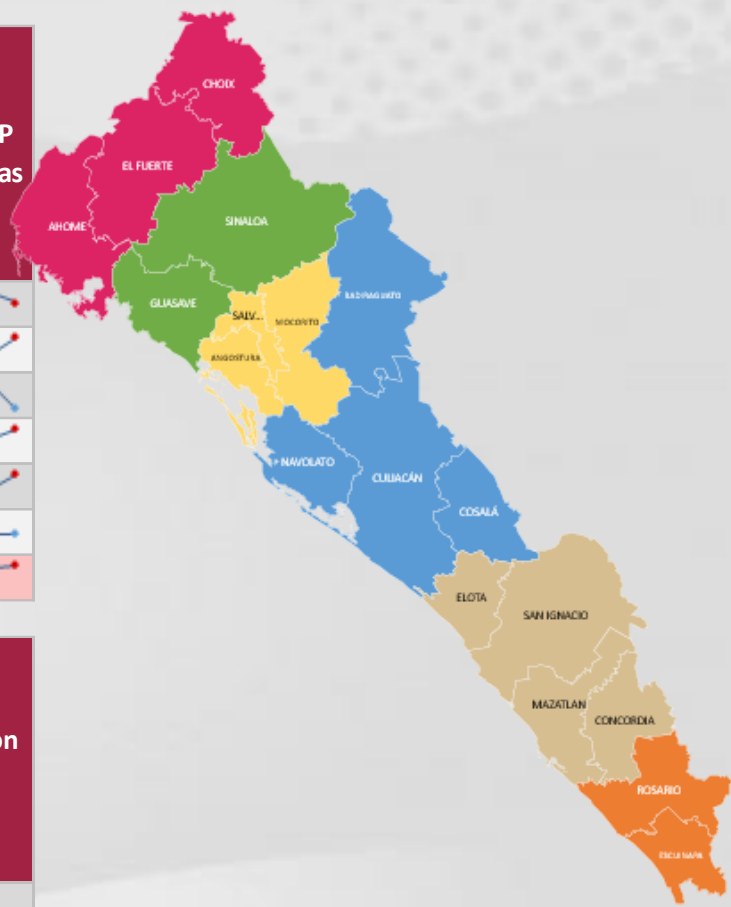 P
as
CHOIX
EL FUERTE
AHOME
SINALOA
GUASAVE
SALV...
MOCORITO
BADIRAGUATO
ANGOSTURA
NAVOLATO
CULIACÁN
COSALÁ
ELOTA
SAN IGNACIO
MAZATLAN
CONCORDIA
ón
ROSARIO
ESCUINAPA